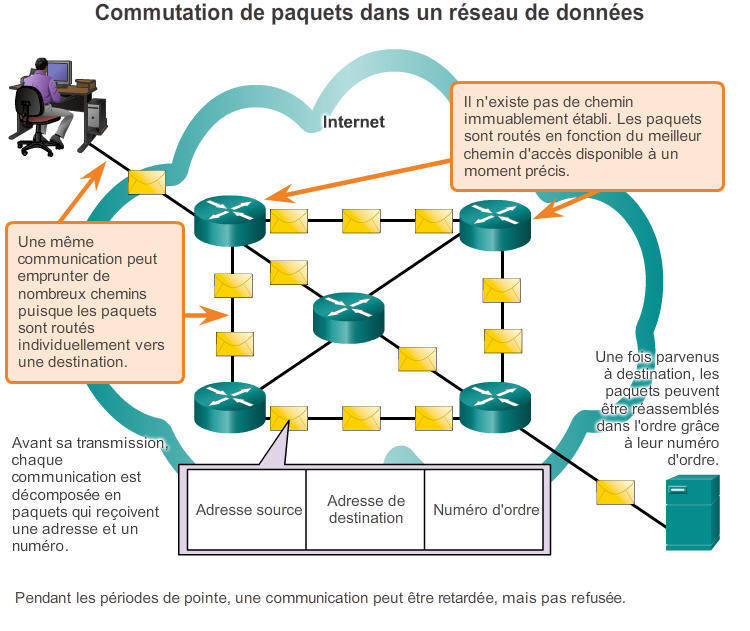 Commutation de paquets dans un réseau de données
Internet
Il n'existe pas de chemin
immuablement établi. Les paquets
sont routés en fonction du meilleur
chemin d'accès disponible à un
moment précis.
Une même
communication peut
emprunter de
nombreux chemins
puisque les paquets
sont routés
individuellement vers
une destination.
Une fois parvenus
à destination, les
paquets peuvent
être réassemblés
dans l'ordre grâce
à leur numéro
d'ordre.
Avant sa transmission,
chaque
communication est
décomposée en
paquets qui reçoivent
une adresse et un
numéro.
Adresse source
Adresse de
destination
Numéro d'ordre
Pendant les périodes de pointe, une communication peut être retardée, mais pas refusée.